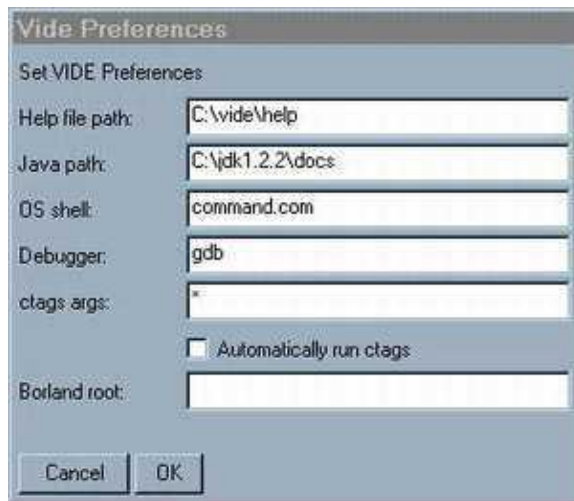 Vide Preferences
Set VIDE Preferences
Help file path: C:\vide\help
Java path: C:\jdk1.2.2\docs
OS shell: command.com
Debugger: gdb
ctags args: *
Automatically run ctags
Borland root:
Cancel OK